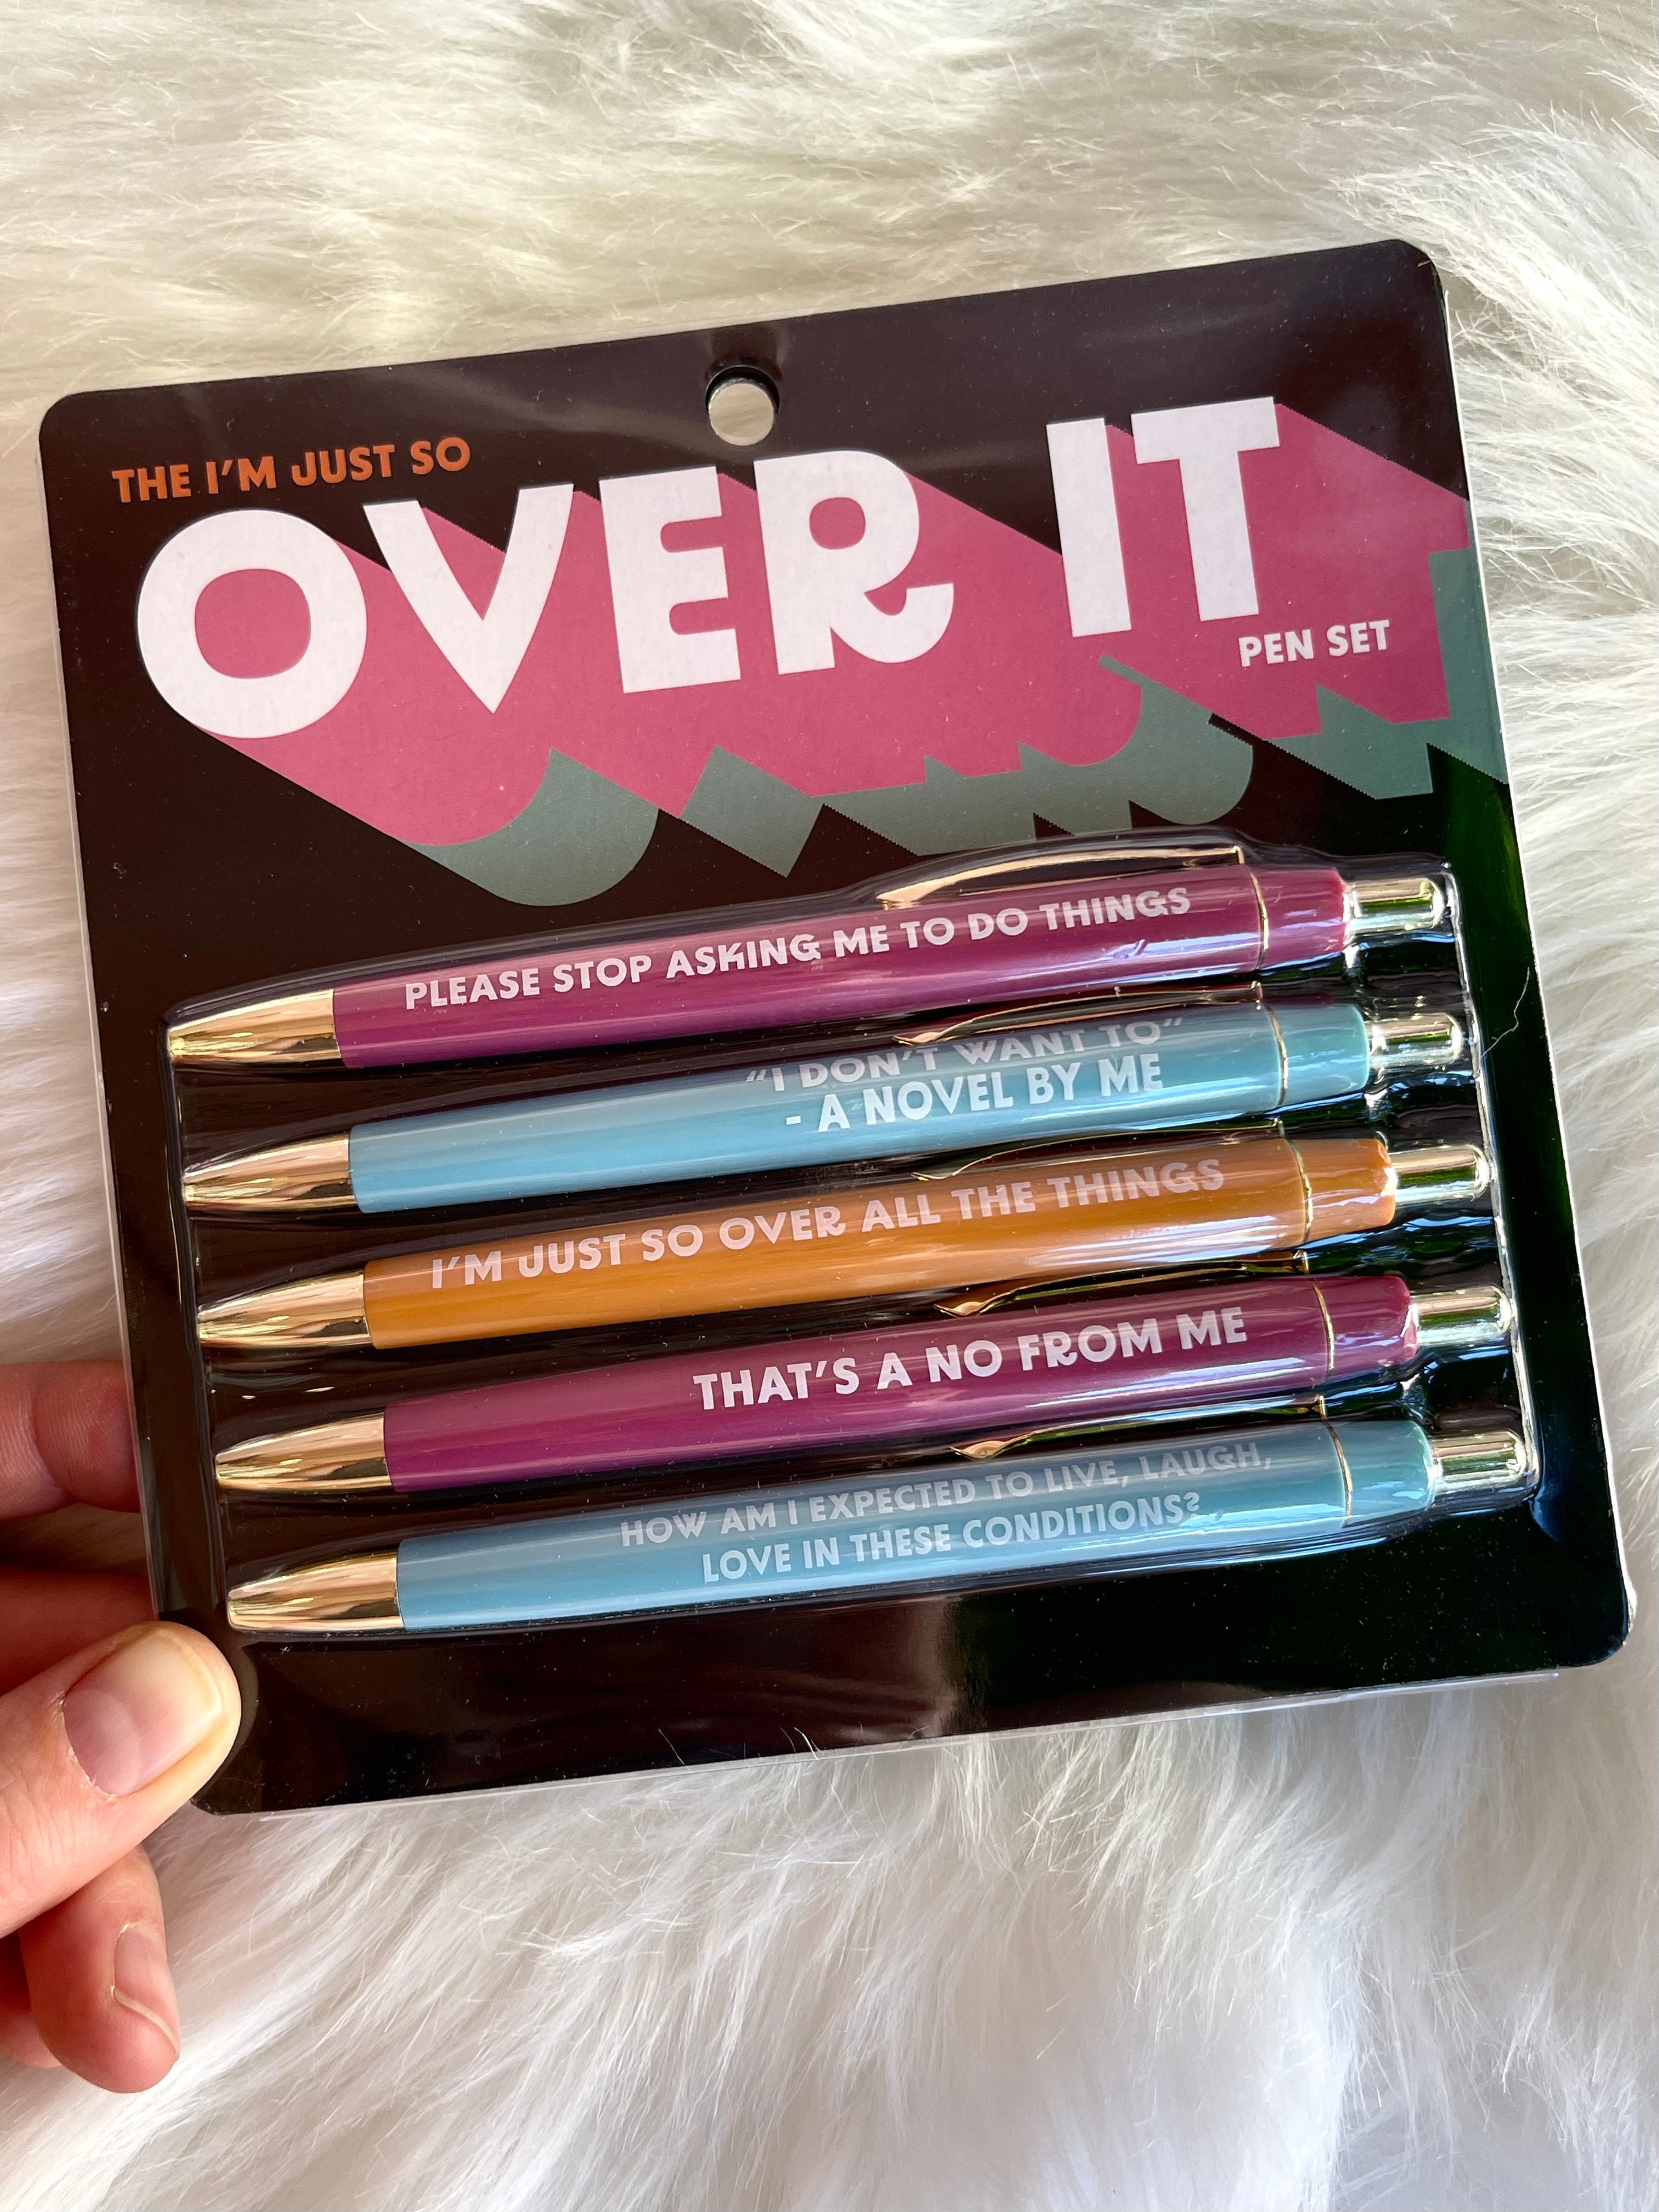 THE I'M JUST SO
OVER IT
PEN SET
PLEASE STOP ASKING ME TO DO THINGS
"I DON'T WANT TO"
- A NOVEL BY ME
I'M JUST SO OVER ALL THE THINGS
THAT'S A NO FROM ME
HOW AM I EXPECTED TO LIVE, LAUGH,
LOVE IN THESE CONDITIONS?